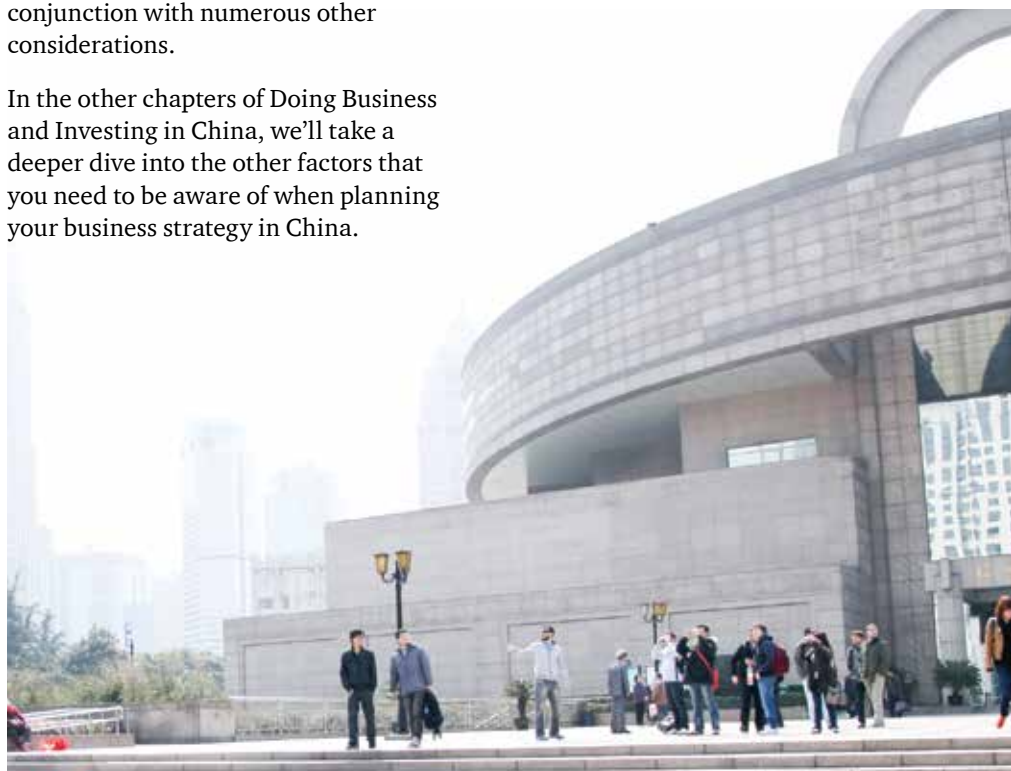 conjunction with numerous other
considerations.
In the other chapters of Doing Business
and Investing in China, we’ll take a
deeper dive into the other factors that
you need to be aware of when planning
your business strategy in China.